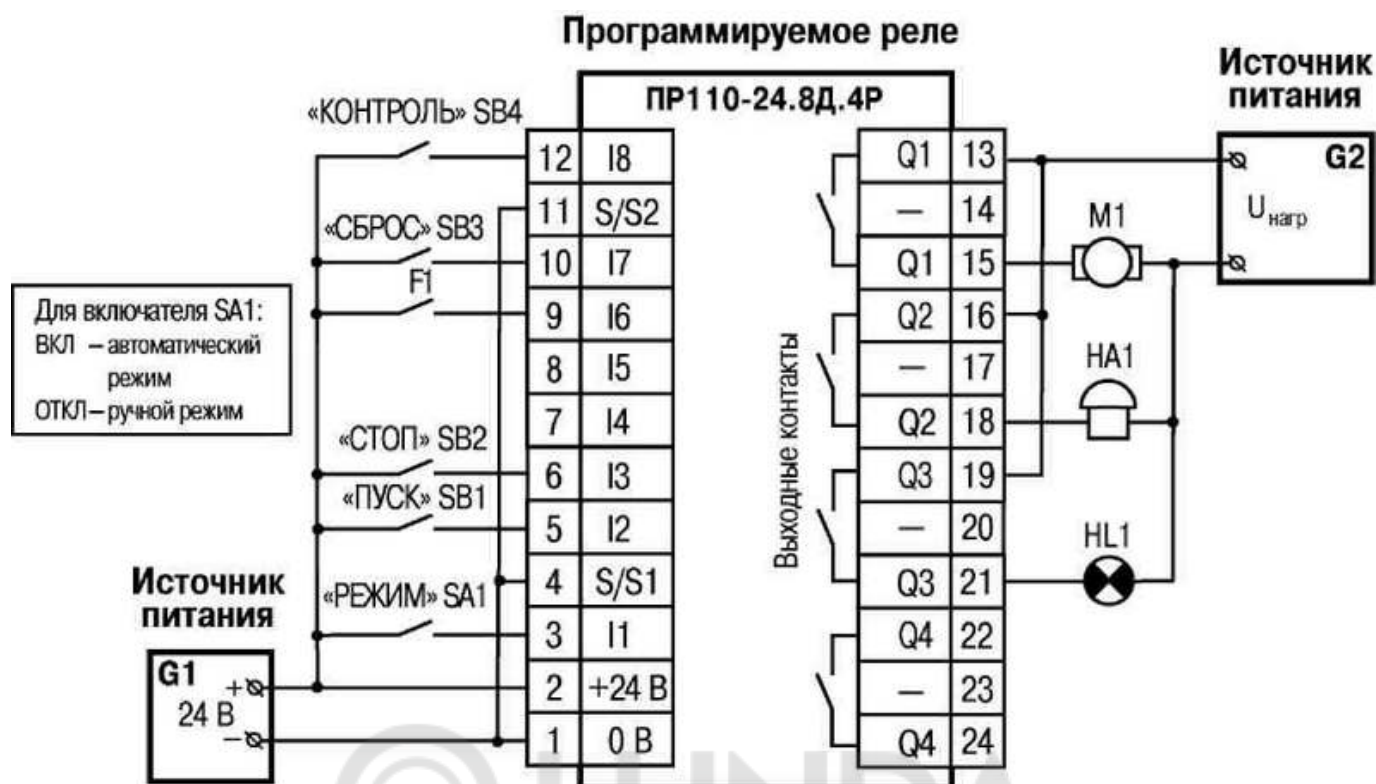 Программируемое реле
ПР110-24.8Д.4Р
Источник
питания
G2
U нагр
«КОНТРОЛЬ» SB4
12 I8
11 S/S2
«СБРОС» SB3
10 I7
F1
9 I6
8 I5
7 I4
«СТОП» SB2
6 I3
«ПУСК» SB1
5 I2
4 S/S1
«РЕЖИМ» SA1
3 I1
2 +24 В
1 0 В
Для включателя SA1:
ВКЛ – автоматический
режим
ОТКЛ – ручной режим
Источник
питания
G1
+
24 В
–
Выходные контакты
Q1 13
— 14
Q1 15
Q2 16
— 17
Q2 18
Q3 19
— 20
Q3 21
Q4 22
— 23
Q4 24
M1
HA1
HL1